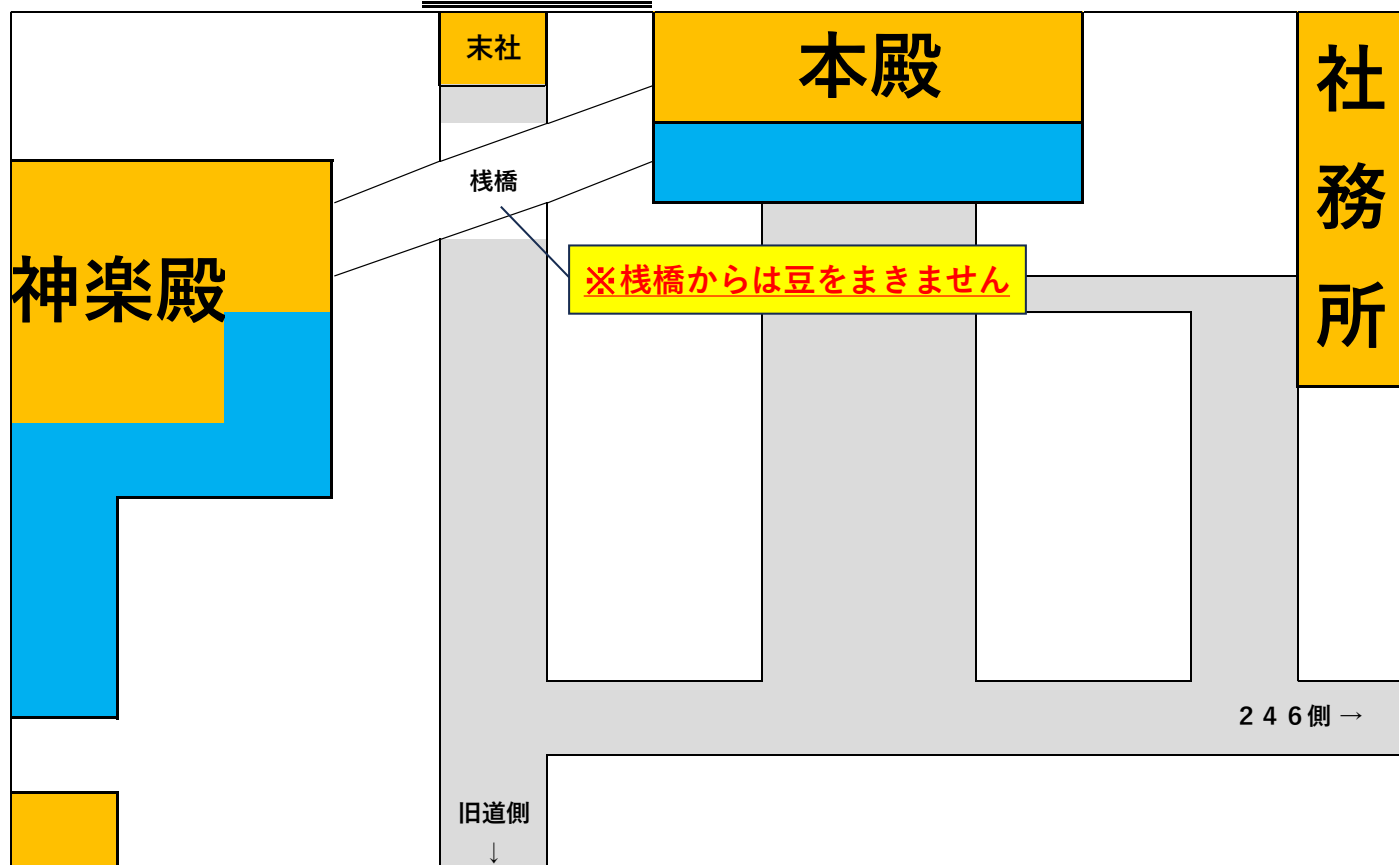 末社
本殿
社務所
桟橋
※桟橋からは豆をまきません
神楽殿
２４６側 →
旧道側
↓